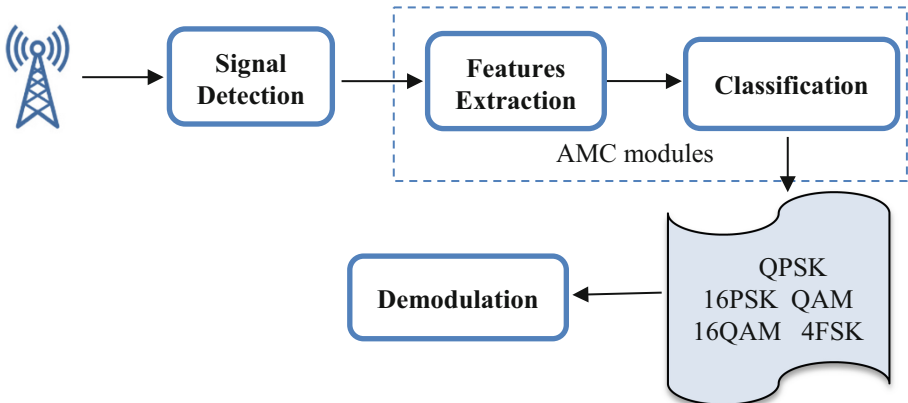 Signal
Detection
Features
Extraction
Classification
AMC modules
QPSK
16PSK QAM
16QAM 4FSK
Demodulation